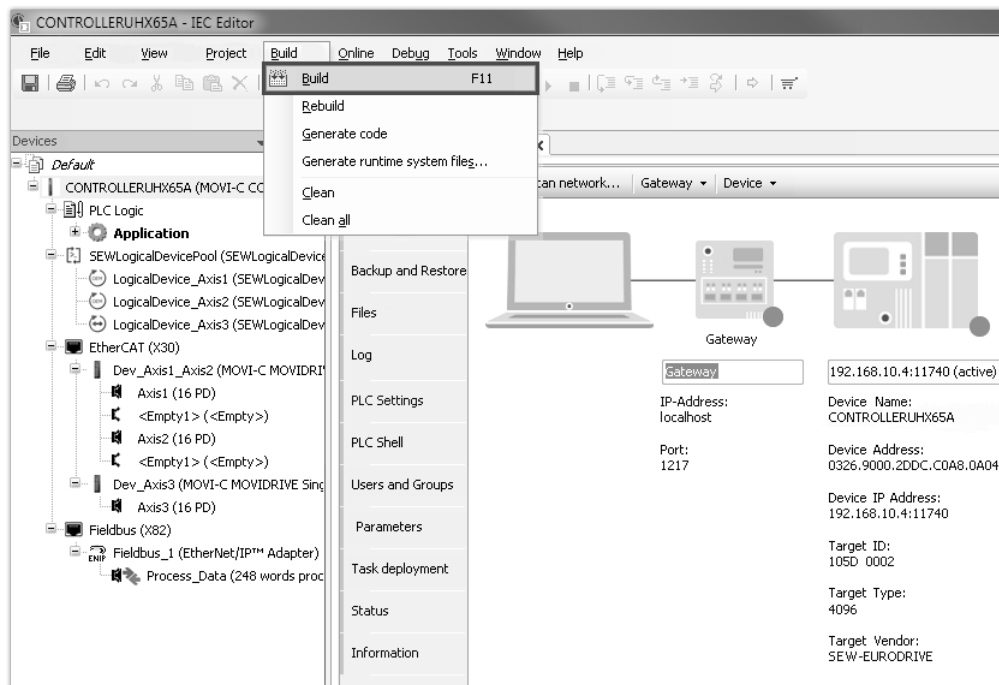 CONTROLLERUHX65A - IEC Editor
File Edit View Project Build Online Debug Tools Window Help
Build F11
Rebuild
Generate code
Generate runtime system files...
Clean
Clean all
Devices
Default
CONTROLLERUHX65A (MOVI-C CO
PLC Logic
Application
SEWLogicalDevicePool (SEWLogicalDevice
LogicalDevice_Axis1 (SEWLogicalDev
LogicalDevice_Axis2 (SEWLogicalDev
LogicalDevice_Axis3 (SEWLogicalDev
EtherCAT (X30)
Dev_Axis1_Axis2 (MOVI-C MOVIDRI
Axis1 (16 PD)
<Empty1> (<Empty>)
Axis2 (16 PD)
<Empty1> (<Empty>)
Dev_Axis3 (MOVI-C MOVIDRIVE Sing
Axis3 (16 PD)
Fieldbus (X82)
ENIP Fieldbus_1 (EtherNet/IP™ Adapter)
Process_Data (248 words proc
can network... Gateway Device
Backup and Restore
Files
Log
PLC Settings
PLC Shell
Users and Groups
Parameters
Task deployment
Status
Information
Gateway
Gateway
IP-Address:
localhost
Port:
1217
192.168.10.4:11740 (active)
Device Name:
CONTROLLERUHX65A
Device Address:
0326.9000.2DDC.C0A8.0A04
Device IP Address:
192.168.10.4:11740
Target ID:
105D 0002
Target Type:
4096
Target Vendor:
SEW-EURODRIVE